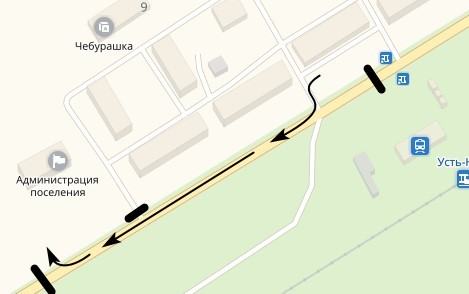 9
Чебурашка
Администрация
поселения
Усть-К